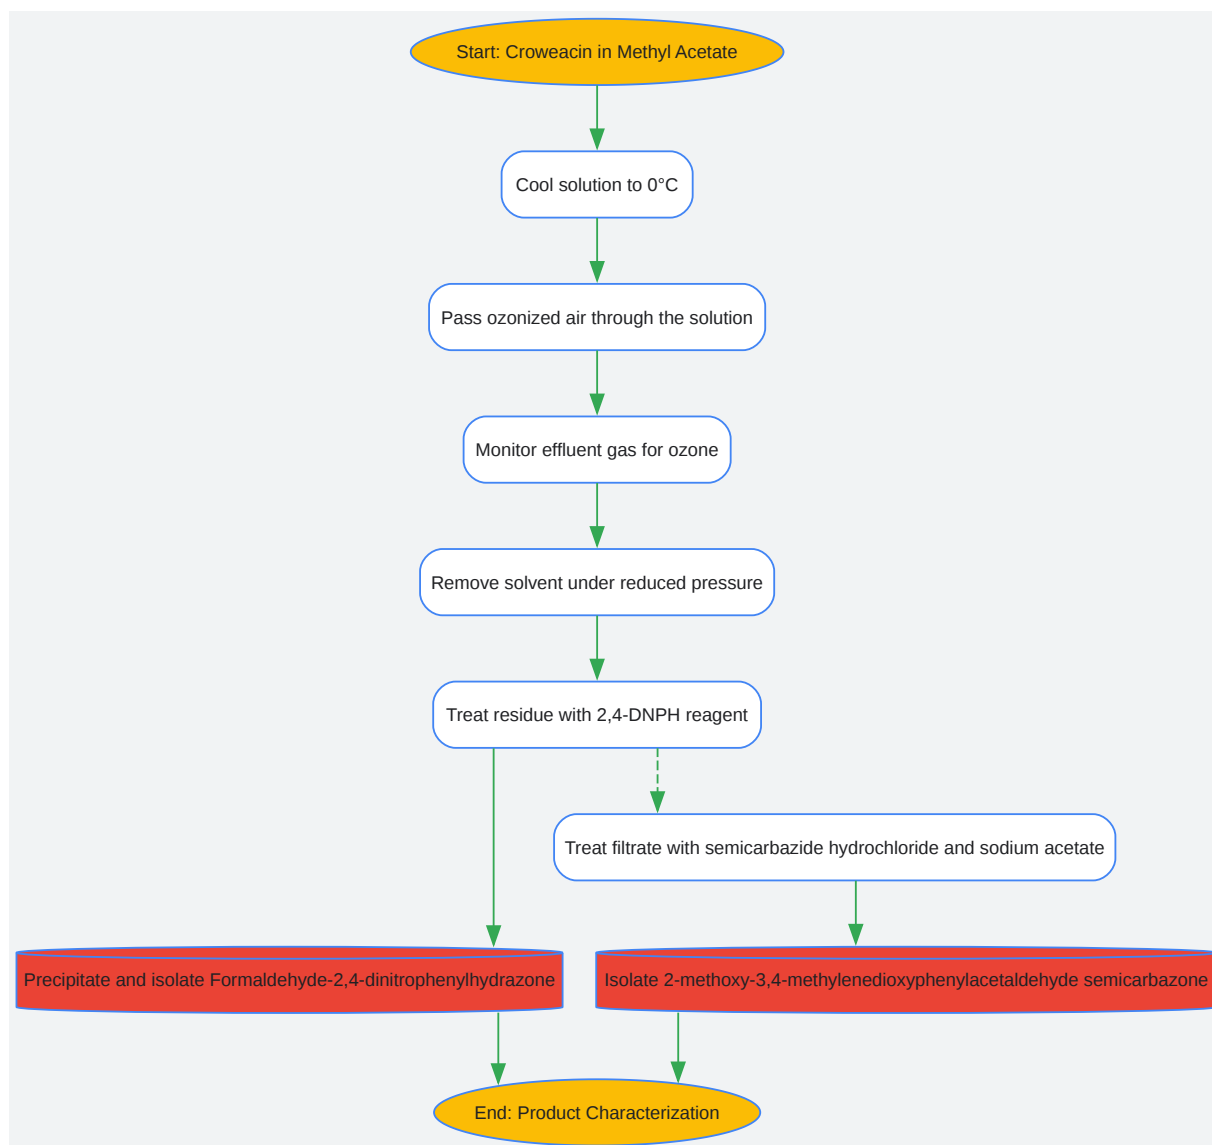 Start: Croweacin in Methyl Acetate
Cool solution to 0°C
Pass ozonized air through the solution
Monitor effluent gas for ozone
Remove solvent under reduced pressure
Treat residue with 2,4-DNPH reagent
Treat filtrate with semicarbazide hydrochloride and sodium acetate
Precipitate and isolate Formaldehyde-2,4-dinitrophenylhydrazone
Isolate 2-methoxy-3,4-methylenedioxyphenylacetaldehyde semicarbazone
End: Product Characterization